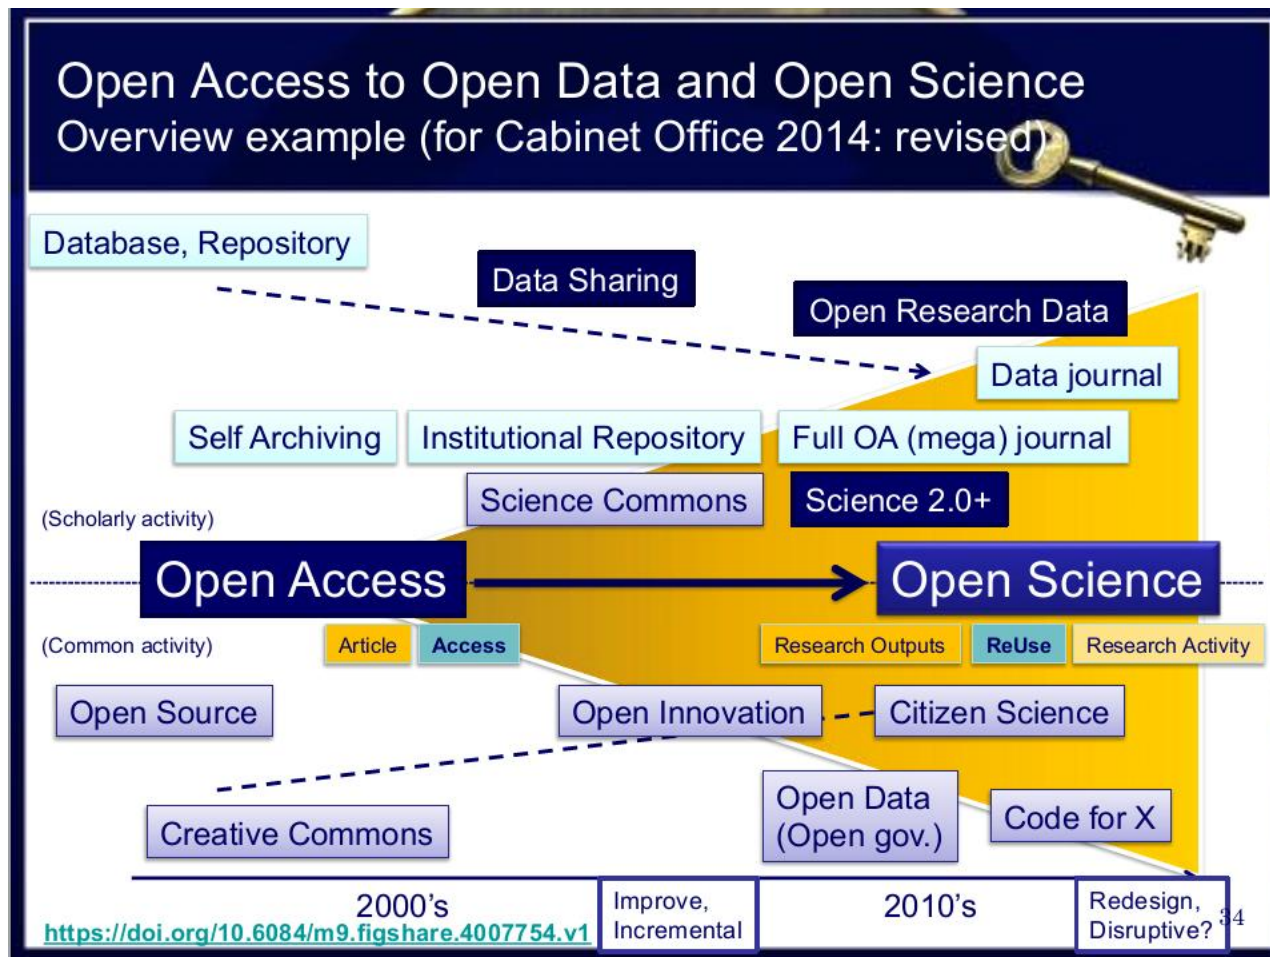 Open Access to Open Data and Open Science
Overview example (for Cabinet Office 2014: revised)
Database, Repository
Data Sharing
Open Research Data
Data journal
Self Archiving
Institutional Repository
Full OA (mega) journal
Science Commons
Science 2.0+
(Scholarly activity)
Open Access
Open Science
(Common activity)
Article
Access
Research Outputs
ReUse
Research Activity
Open Source
Open Innovation
Citizen Science
Creative Commons
Open Data
(Open gov.)
Code for X
2000's
Improve,
Incremental
2010's
Redesign,
Disruptive?
34
https://doi.org/10.6084/m9.figshare.4007754.v1